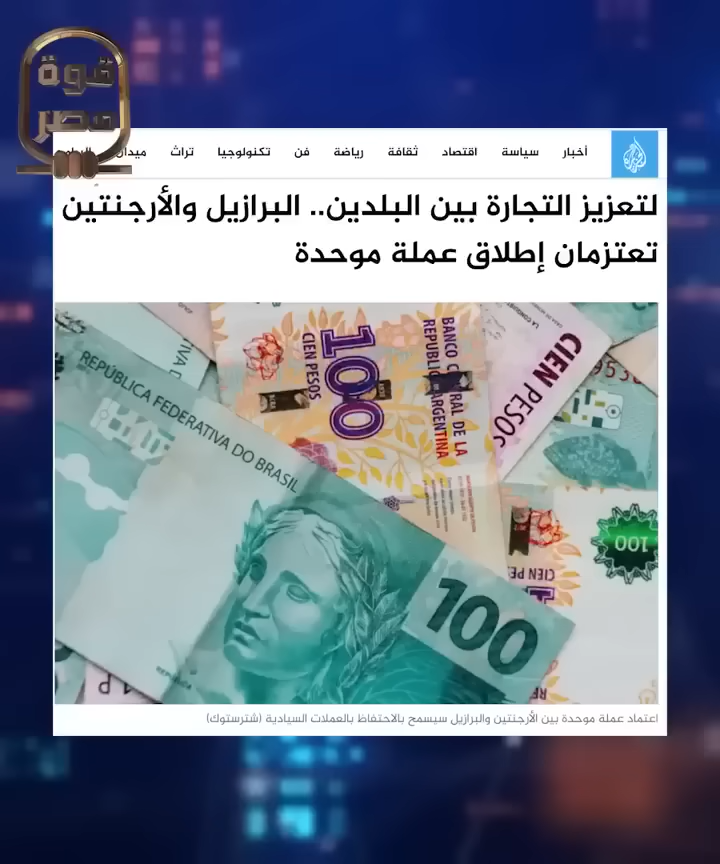 قوة
مصر
أخبار سياسة اقتصاد ثقافة رياضة فن تكنولوجيا تراث ميدان
لتعزيز التجارة بين البلدين.. البرازيل والأرجنتين
تعتزمان إطلاق عملة موحدة
BANCO CENTRAL DE LA
REPÚBLICA ARGENTINA
100
CIEN PESOS
CIEN PESOS
REPÚBLICA FEDERATIVA DO BRASIL
100
100
اعتماد عملة موحدة بين الأرجنتين والبرازيل سيسمح بالاحتفاظ بالعملات السيادية (شترستوك)